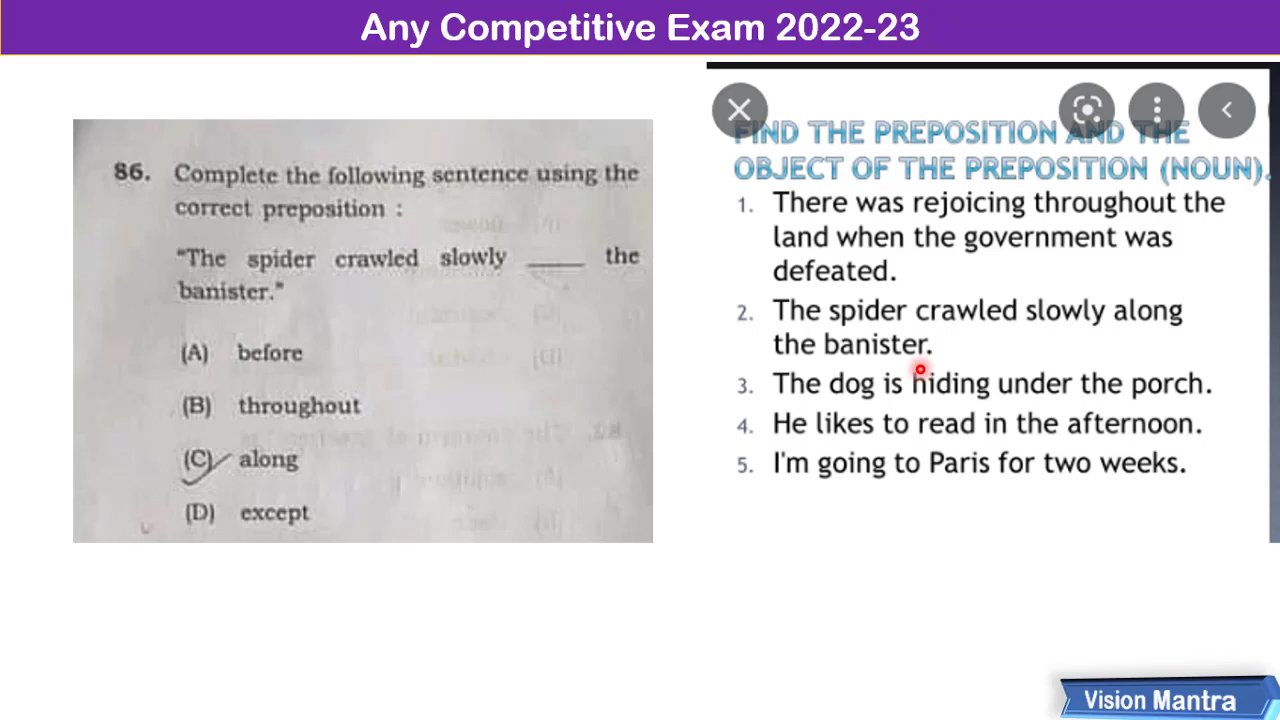 Any Competitive Exam 2022-23
86. Complete the following sentence using the
correct preposition :
"The spider crawled slowly ____ the
banister."
(A) before
(B) throughout
(C) along
(D) except
FIND THE PREPOSITION AND THE
OBJECT OF THE PREPOSITION (NOUN).
1. There was rejoicing throughout the
land when the government was
defeated.
2. The spider crawled slowly along
the banister.
3. The dog is hiding under the porch.
4. He likes to read in the afternoon.
5. I'm going to Paris for two weeks.
Vision Mantra